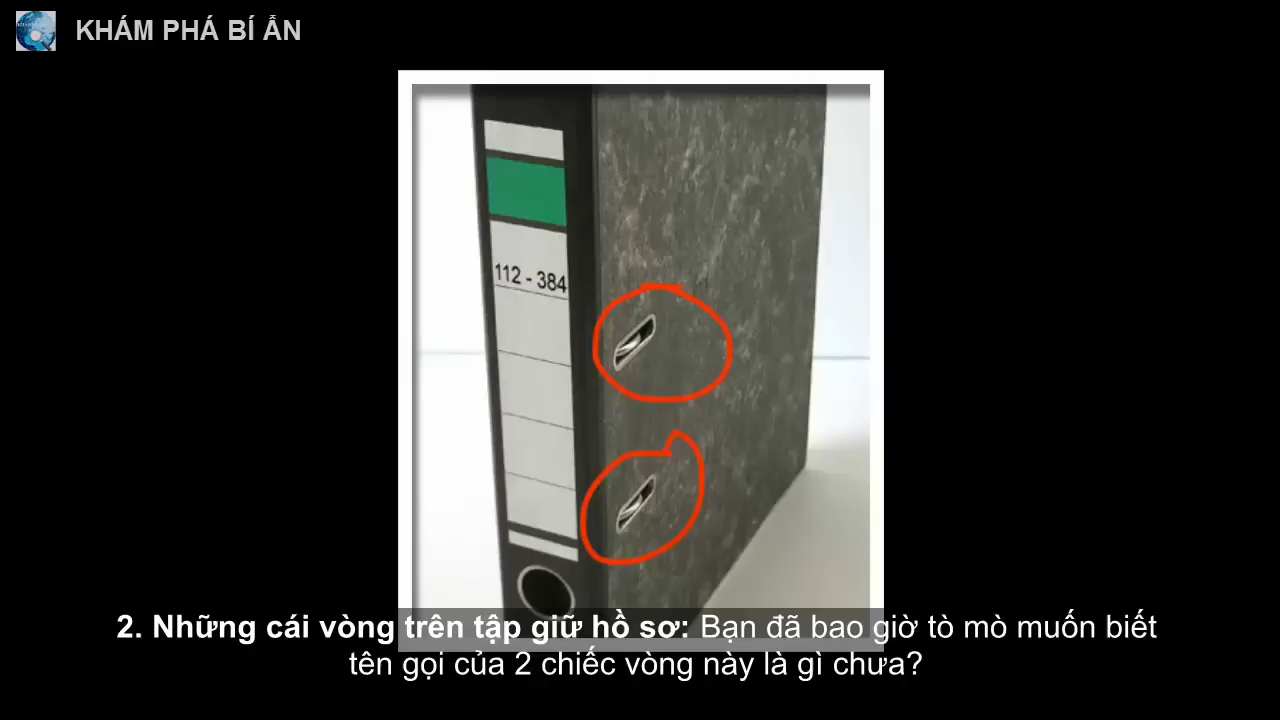 KHÁM PHÁ BÍ ẨN
112 - 384
2. Những cái vòng trên tập giữ hồ sơ: Bạn đã bao giờ tò mò muốn biết
tên gọi của 2 chiếc vòng này là gì chưa?